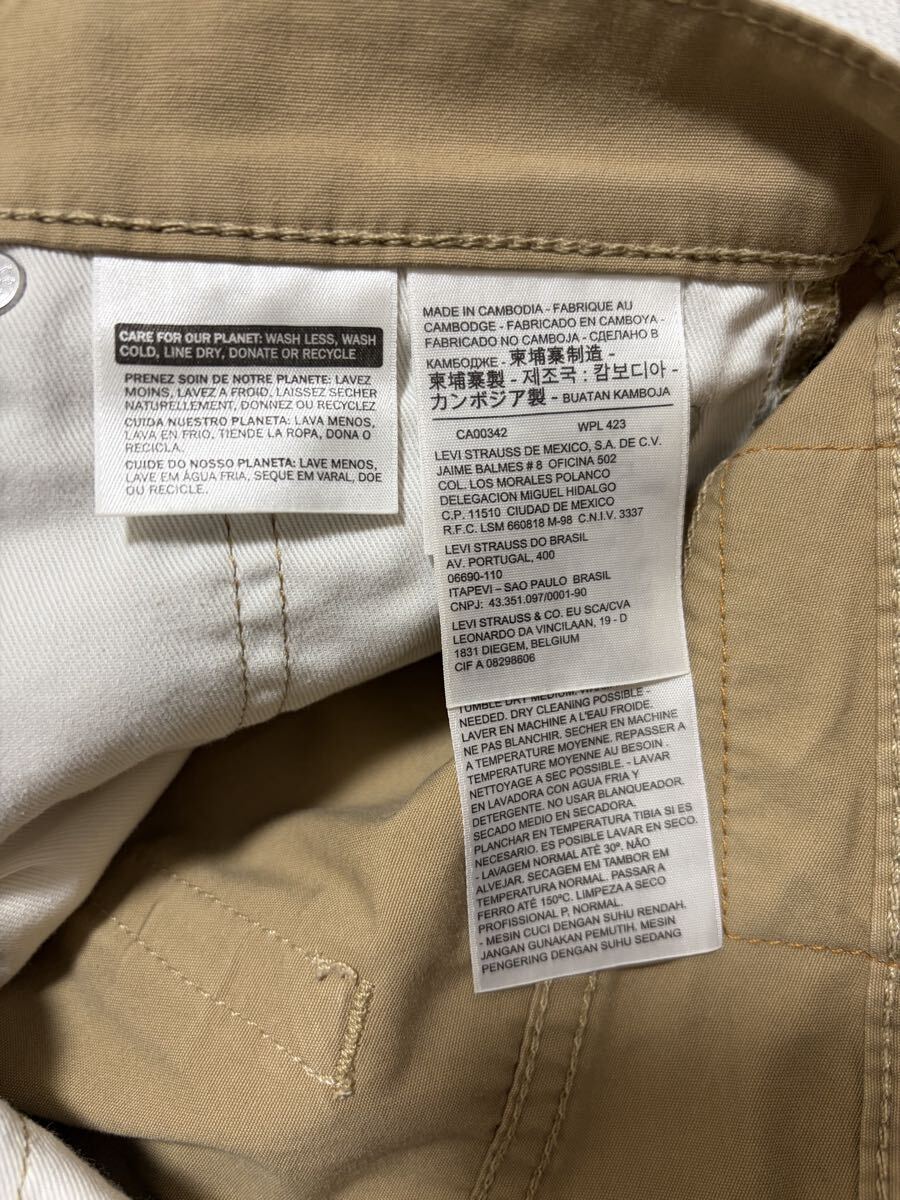 CARE FOR OUR PLANET: WASH LESS, WASH
COLD, LINE DRY, DONATE OR RECYCLE
PRENEZ SOIN DE NOTRE PLANETE: LAVEZ
MOINS, LAVEZ A FROID, LAISSEZ SECHER
NATURELLEMENT, DONNEZ OU RECYCLEZ
CUIDA NUESTRO PLANETA: LAVA MENOS,
LAVA EN FRIO, TIENDE LA ROPA, DONA O
RECICLA.
CUIDE DO NOSSO PLANETA: LAVE MENOS,
LAVE EM ÁGUA FRIA, SEQUE EM VARAL, DOE
OU RECICLE.
MADE IN CAMBODIA - FABRIQUE AU
CAMBODGE - FABRICADO EN CAMBOYA -
FABRICADO NO CAMBOJA - СДЕЛАНО В
КАМБОДЖЕ - 柬埔寨制造 -
柬埔寨製 - 제조국 : 캄보디아 -
カンボジア製 - BUATAN KAMBOJA
CA00342 WPL 423
LEVI STRAUSS DE MEXICO, S.A. DE C.V.
JAIME BALMES # 8 OFICINA 502
COL. LOS MORALES POLANCO
DELEGACION MIGUEL HIDALGO
C.P. 11510 CIUDAD DE MEXICO
R.F.C. LSM 660818 M-98 C.N.I.V. 3337
LEVI STRAUSS DO BRASIL
AV. PORTUGAL, 400
06690-110
ITAPEVI – SAO PAULO BRASIL
CNPJ: 43.351.097/0001-90
LEVI STRAUSS & CO. EU SCA/CVA
LEONARDO DA VINCILAAN, 19 - D
1831 DIEGEM, BELGIUM
CIF A 08298606
TUMBLE DRY MEDIUM.
NEEDED. DRY CLEANING POSSIBLE -
LAVER EN MACHINE A L'EAU FROIDE.
NE PAS BLANCHIR. SECHER EN MACHINE
A TEMPERATURE MOYENNE. REPASSER A
TEMPERATURE MOYENNE AU BESOIN .
NETTOYAGE A SEC POSSIBLE. - LAVAR
EN LAVADORA CON AGUA FRIA Y
DETERGENTE. NO USAR BLANQUEADOR.
SECADO MEDIO EN SECADORA.
PLANCHAR EN TEMPERATURA TIBIA SI ES
NECESARIO. ES POSIBLE LAVAR EN SECO.
- LAVAGEM NORMAL ATÉ 30º. NÃO
ALVEJAR. SECAGEM EM TAMBOR EM
TEMPERATURA NORMAL. PASSAR A
FERRO ATÉ 150ºC. LIMPEZA A SECO
PROFISSIONAL P, NORMAL.
- MESIN CUCI DENGAN SUHU RENDAH.
JANGAN GUNAKAN PEMUTIH. MESIN
PENGERING DENGAN SUHU SEDANG